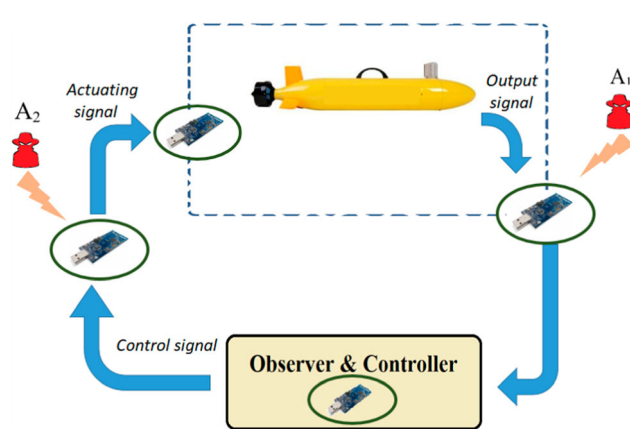 A₂
Actuating
signal
Output
signal
A₁
Control signal
Observer & Controller